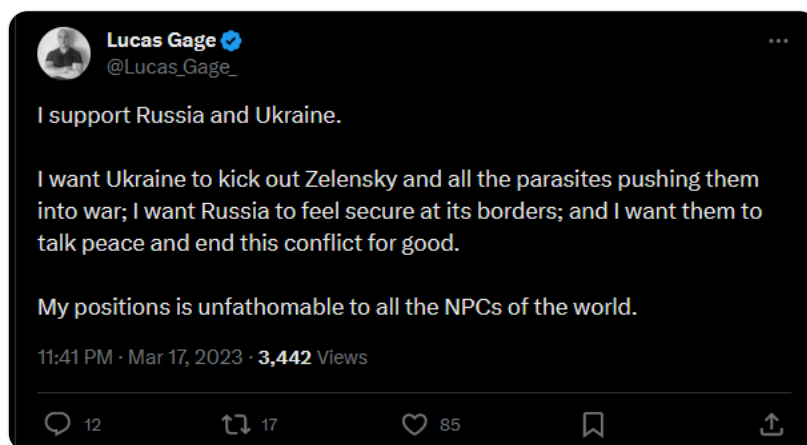 Lucas Gage
@Lucas_Gage_
I support Russia and Ukraine.
I want Ukraine to kick out Zelensky and all the parasites pushing them
into war; I want Russia to feel secure at its borders; and I want them to
talk peace and end this conflict for good.
My positions is unfathomable to all the NPCs of the world.
11:41 PM · Mar 17, 2023 · 3,442 Views
12 17 85